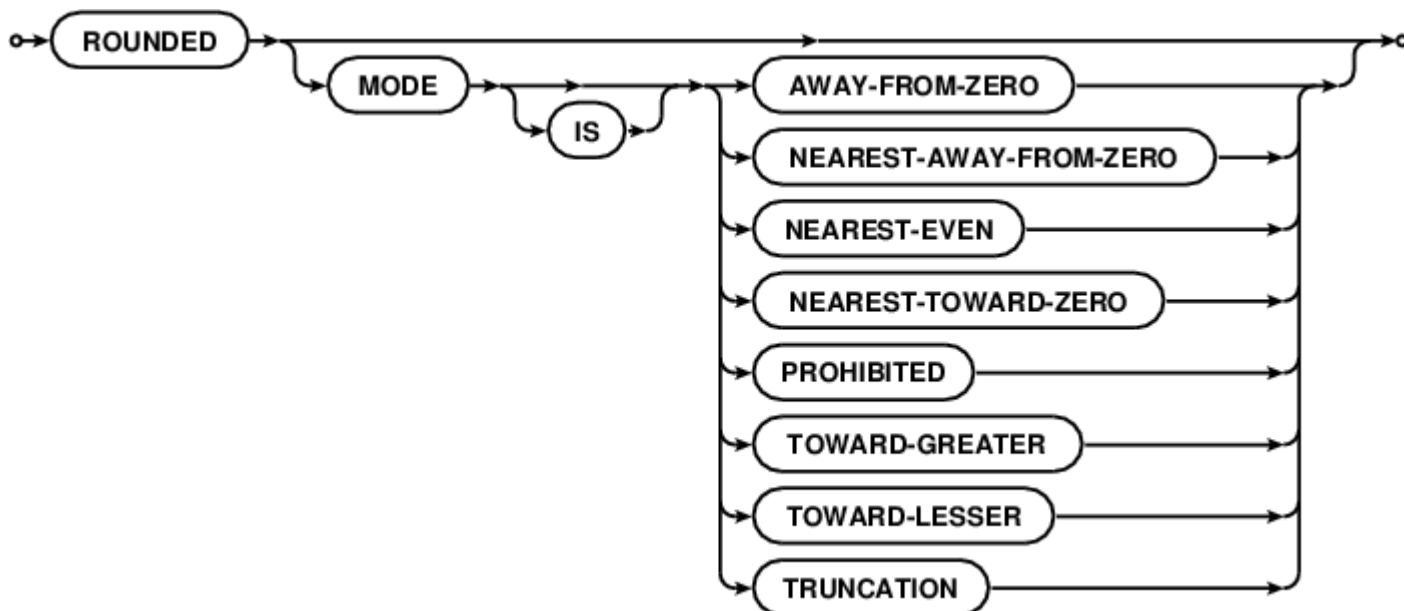 ROUNDED
MODE
AWAY-FROM-ZERO
IS
NEAREST-AWAY-FROM-ZERO
NEAREST-EVEN
NEAREST-TOWARD-ZERO
PROHIBITED
TOWARD-GREATER
TOWARD-LESSER
TRUNCATION